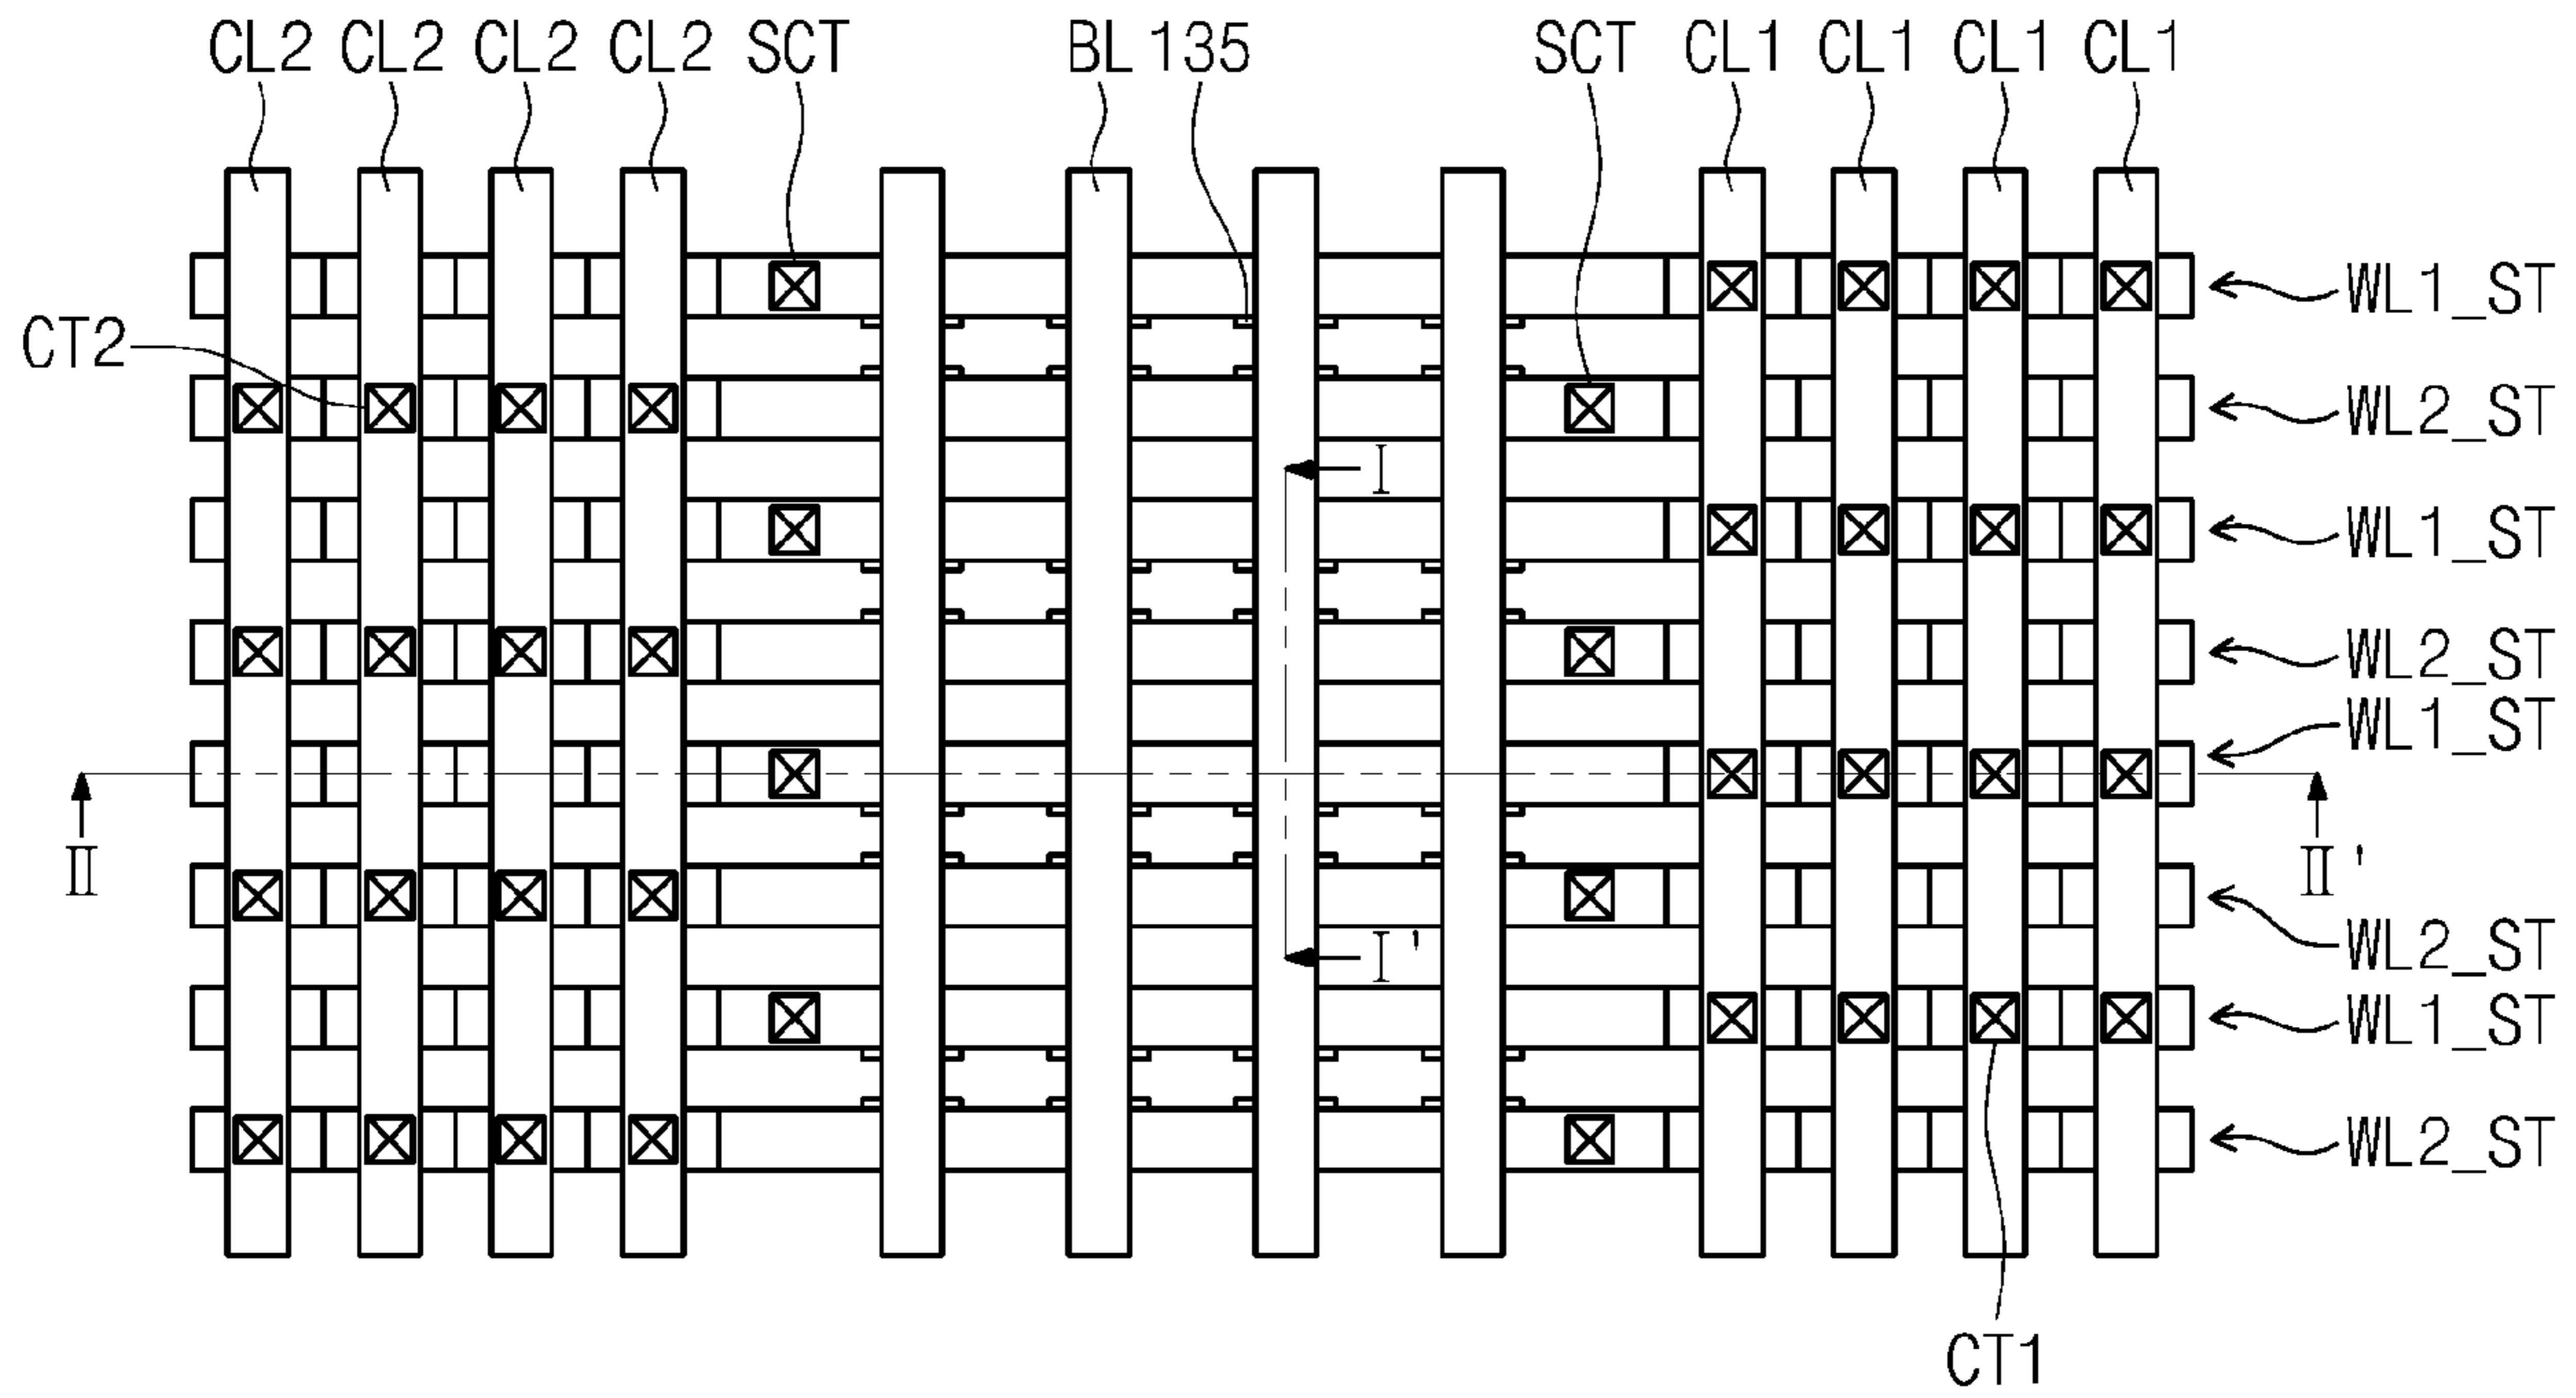 CL2 CL2 CL2 CL2 SCT BL 135 SCT CL1 CL1 CL1 CL1
WL1_ST
CT2
WL2_ST
I
WL1_ST
WL2_ST
WL1_ST
II II'
I' WL2_ST
WL1_ST
WL2_ST
CT1